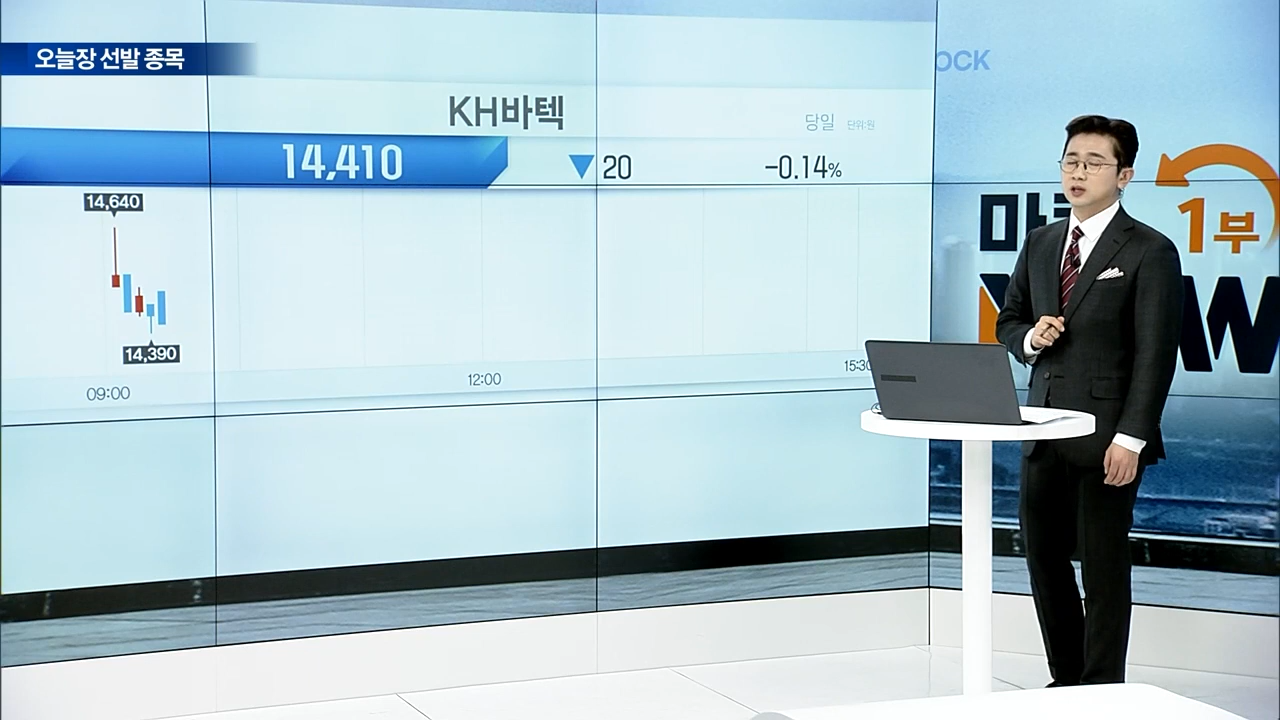 오늘장 선발 종목
OCK
KH바텍
당일 단위:원
14,410 ▼20 -0.14%
14,640
14,390
09:00 12:00 15:30
1부